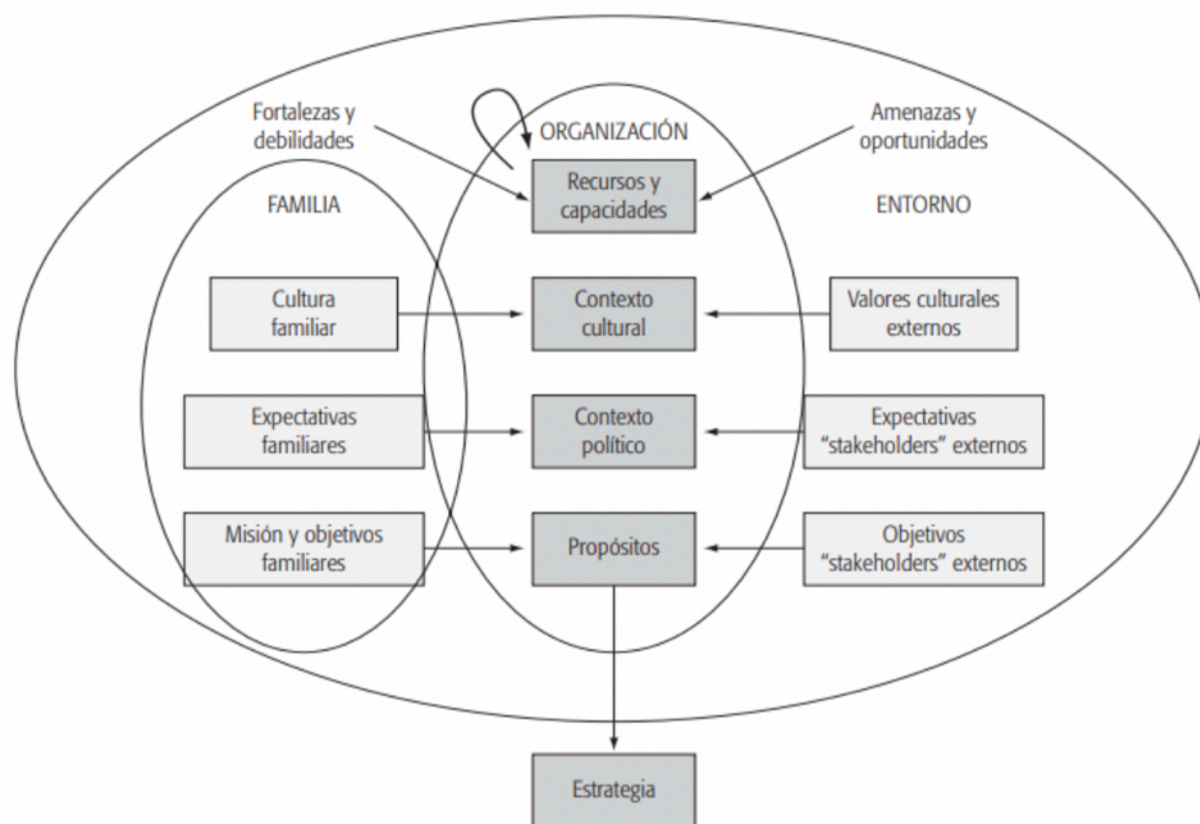 Fortalezas y
debilidades
ORGANIZACIÓN
Amenazas y
oportunidades
Recursos y
capacidades
FAMILIA
ENTORNO
Cultura
familiar
Contexto
cultural
Valores culturales
externos
Expectativas
familiares
Contexto
político
Expectativas
“stakeholders” externos
Misión y objetivos
familiares
Propósitos
Objetivos
“stakeholders” externos
Estrategia